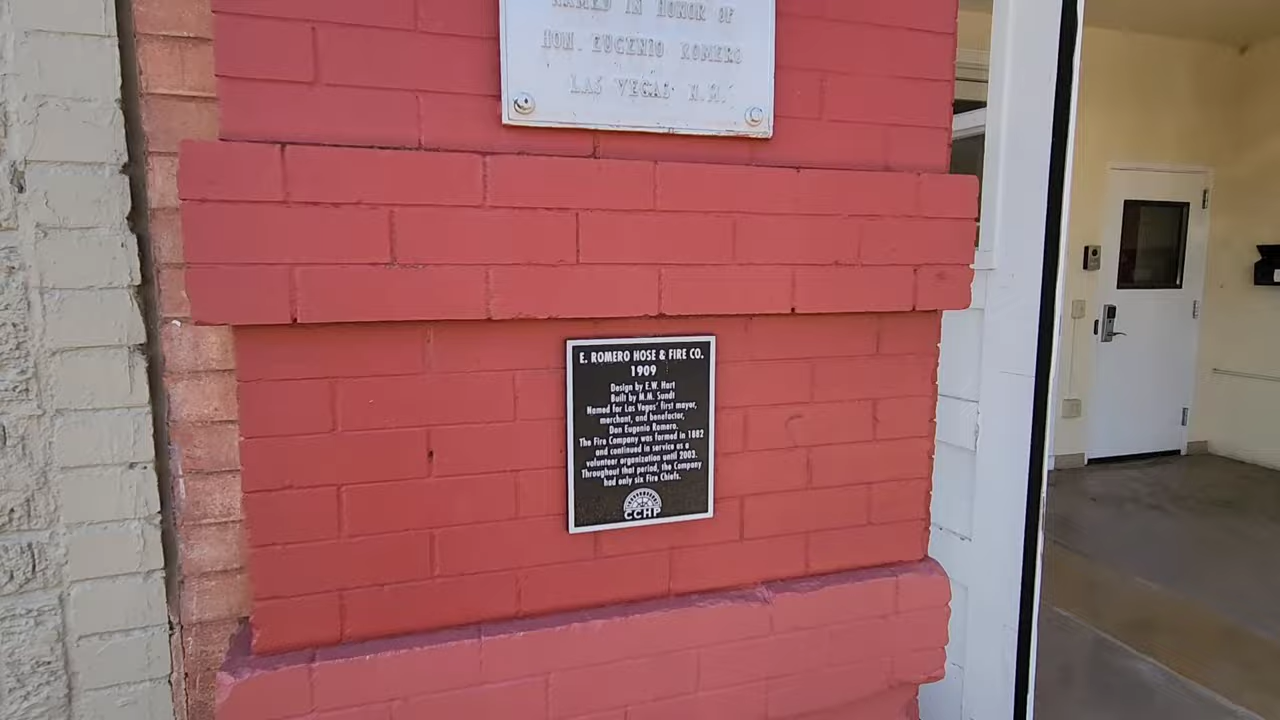 NAMED IN HONOR OF
HON. EUGENIO ROMERO
LAS VEGAS N.M.
E. ROMERO HOSE & FIRE CO.
1909
Design by E.W. Hart
Built by M.M. Sundt
Named for Las Vegas' first mayor,
merchant, and benefactor,
Don Eugenio Romero.
The Fire Company was formed in 1882
and continued in service as a
volunteer organization until 2003.
Throughout that period, the Company
had only six Fire Chiefs.
CCHP